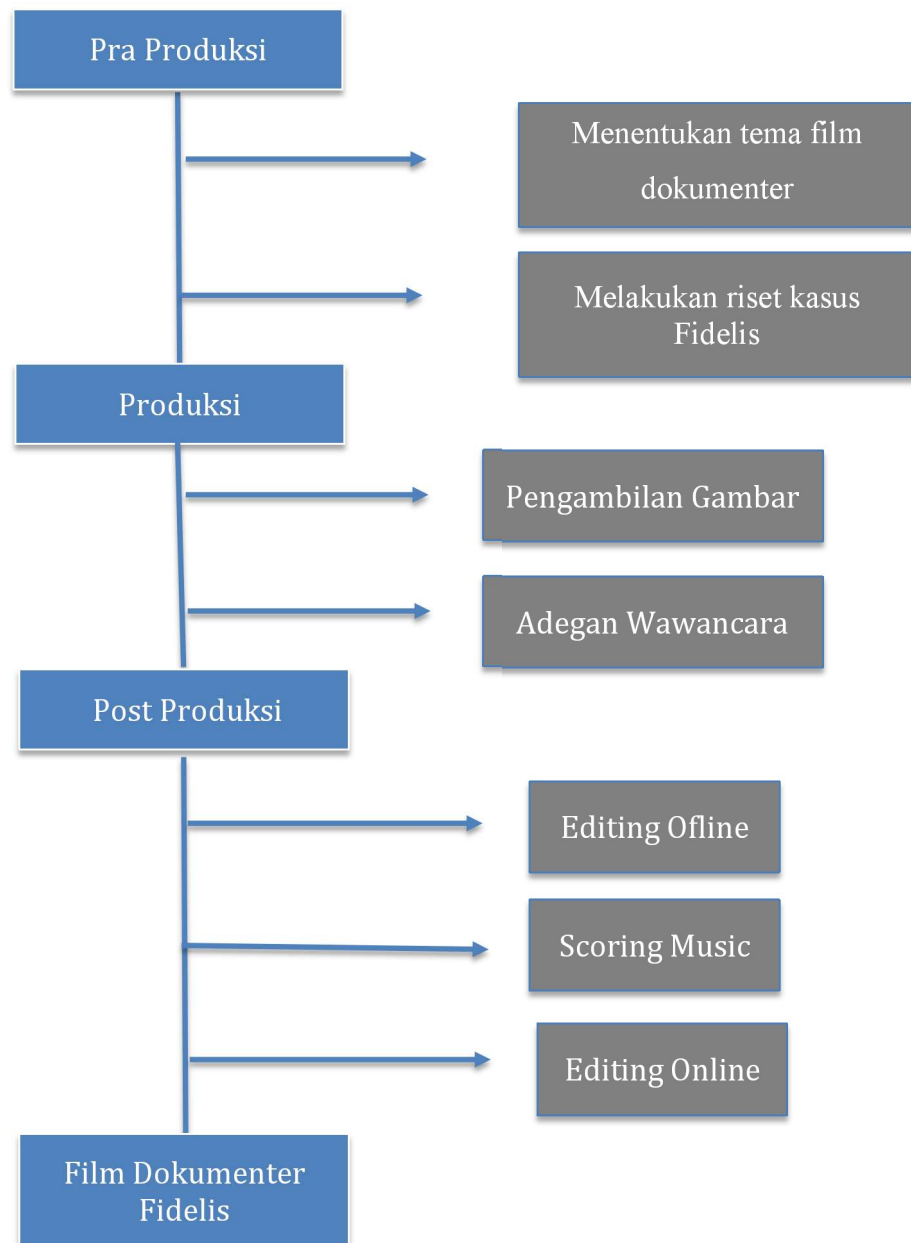 Pra Produksi
Menentukan tema film
dokumenter
Melakukan riset kasus
Fidelis
Produksi
Pengambilan Gambar
Adegan Wawancara
Post Produksi
Editing Ofline
Scoring Music
Editing Online
Film Dokumenter
Fidelis